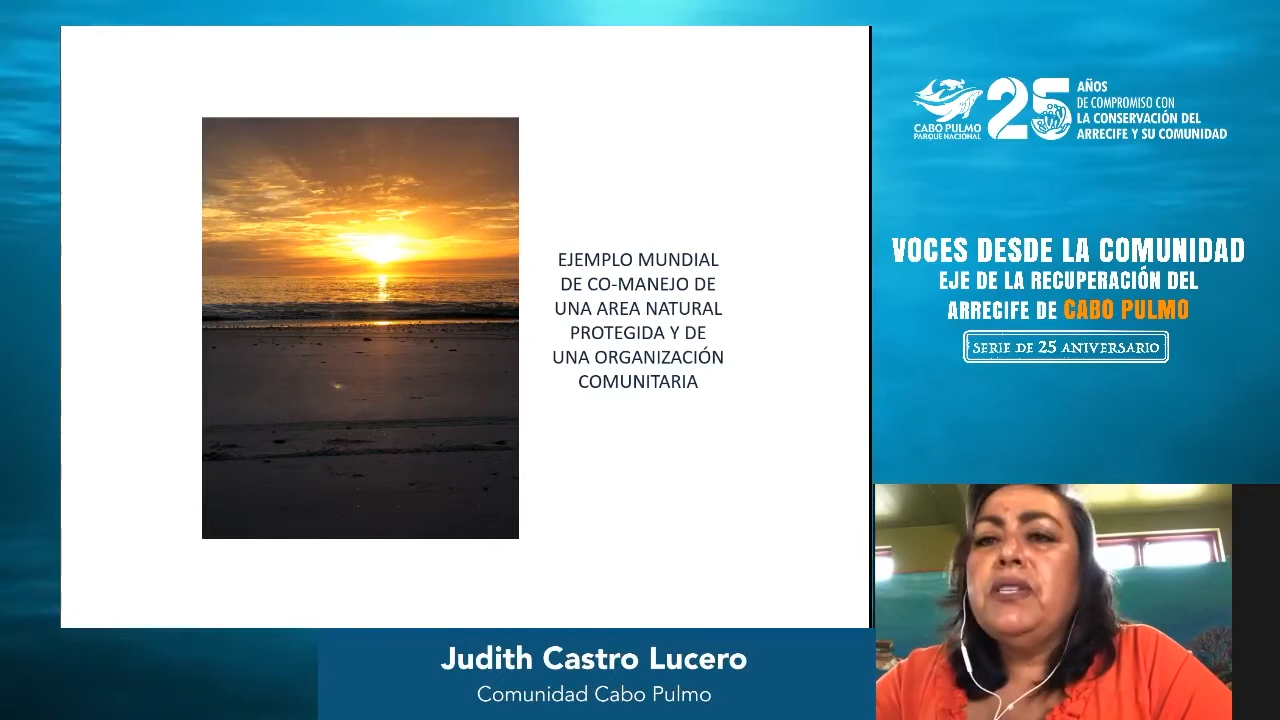 EJEMPLO MUNDIAL
DE CO-MANEJO DE
UNA AREA NATURAL
PROTEGIDA Y DE
UNA ORGANIZACIÓN
COMUNITARIA
CABO PULMO
PARQUE NACIONAL
25
AÑOS
DE COMPROMISO CON
LA CONSERVACIÓN DEL
ARRECIFE Y SU COMUNIDAD
VOCES DESDE LA COMUNIDAD
EJE DE LA RECUPERACIÓN DEL
ARRECIFE DE CABO PULMO
SERIE DE 25 ANIVERSARIO
Judith Castro Lucero
Comunidad Cabo Pulmo